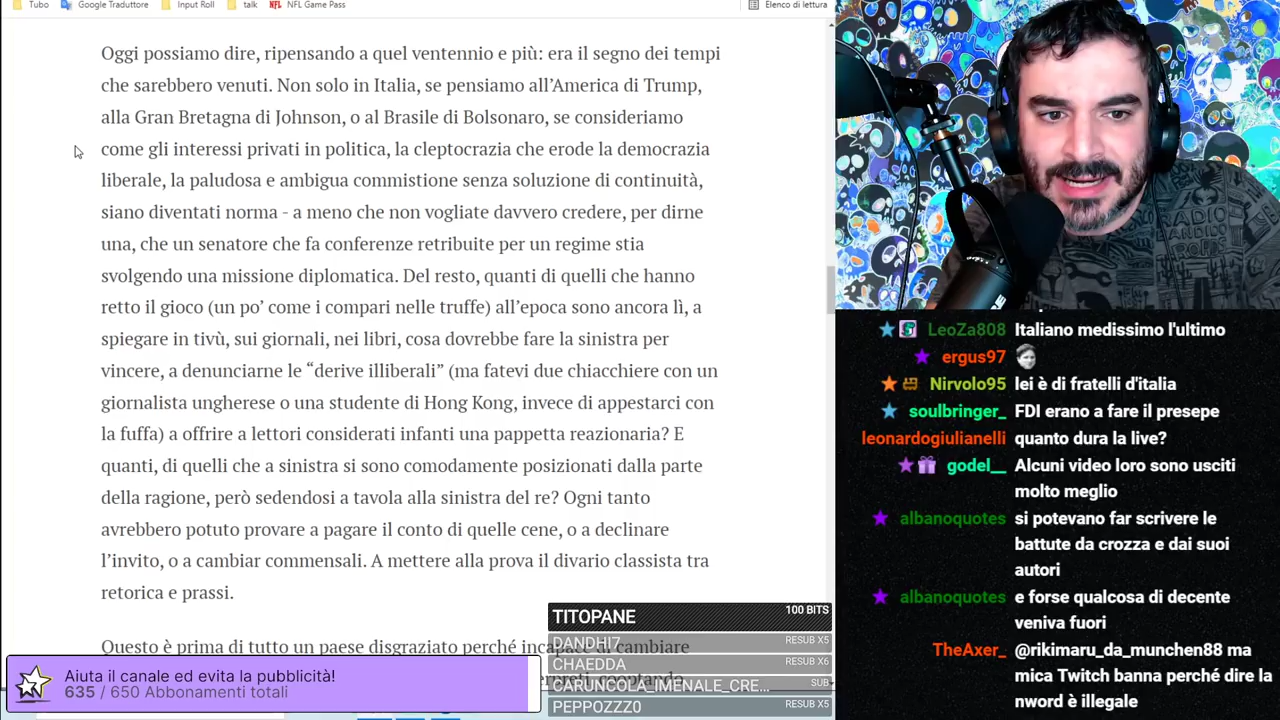 Tubo Google Traduttore Input Roll talk NFL Game Pass Elenco di lettura
Oggi possiamo dire, ripensando a quel ventennio e più: era il segno dei tempi
che sarebbero venuti. Non solo in Italia, se pensiamo all’America di Trump,
alla Gran Bretagna di Johnson, o al Brasile di Bolsonaro, se consideriamo
come gli interessi privati in politica, la cleptocrazia che erode la democrazia
liberale, la paludosa e ambigua commistione senza soluzione di continuità,
siano diventati norma - a meno che non vogliate davvero credere, per dirne
una, che un senatore che fa conferenze retribuite per un regime stia
svolgendo una missione diplomatica. Del resto, quanti di quelli che hanno
retto il gioco (un po’ come i compari nelle truffe) all’epoca sono ancora lì, a
spiegare in tivù, sui giornali, nei libri, cosa dovrebbe fare la sinistra per
vincere, a denunciarne le “derive illiberali” (ma fatevi due chiacchiere con un
giornalista ungherese o una studente di Hong Kong, invece di appestarci con
la fuffa) a offrire a lettori considerati infanti una pappetta reazionaria? E
quanti, di quelli che a sinistra si sono comodamente posizionati dalla parte
della ragione, però sedendosi a tavola alla sinistra del re? Ogni tanto
avrebbero potuto provare a pagare il conto di quelle cene, o a declinare
l’invito, o a cambiar commensali. A mettere alla prova il divario classista tra
retorica e prassi.
Questo è prima di tutto un paese disgraziato perché incapace di cambiare
LeoZa808 Italiano medissimo l'ultimo
ergus97
Nirvolo95 lei è di fratelli d'italia
soulbringer_ FDI erano a fare il presepe
leonardogiulianelli quanto dura la live?
godel__ Alcuni video loro sono usciti
molto meglio
albanoquotes si potevano far scrivere le
battute da crozza e dai suoi
autori
albanoquotes e forse qualcosa di decente
veniva fuori
TheAxer_ @rikimaru_da_munchen88 ma
mica Twitch banna perché dire la
nword è illegale
TITOPANE 100 BITS
DANDHI7 RESUB X5
CHAEDDA RESUB X6
CARUNCOLA_IMENALE_CRE... SUB
PEPPOZZZ0 RESUB X5
Aiuta il canale ed evita la pubblicità!
635 / 650 Abbonamenti totali